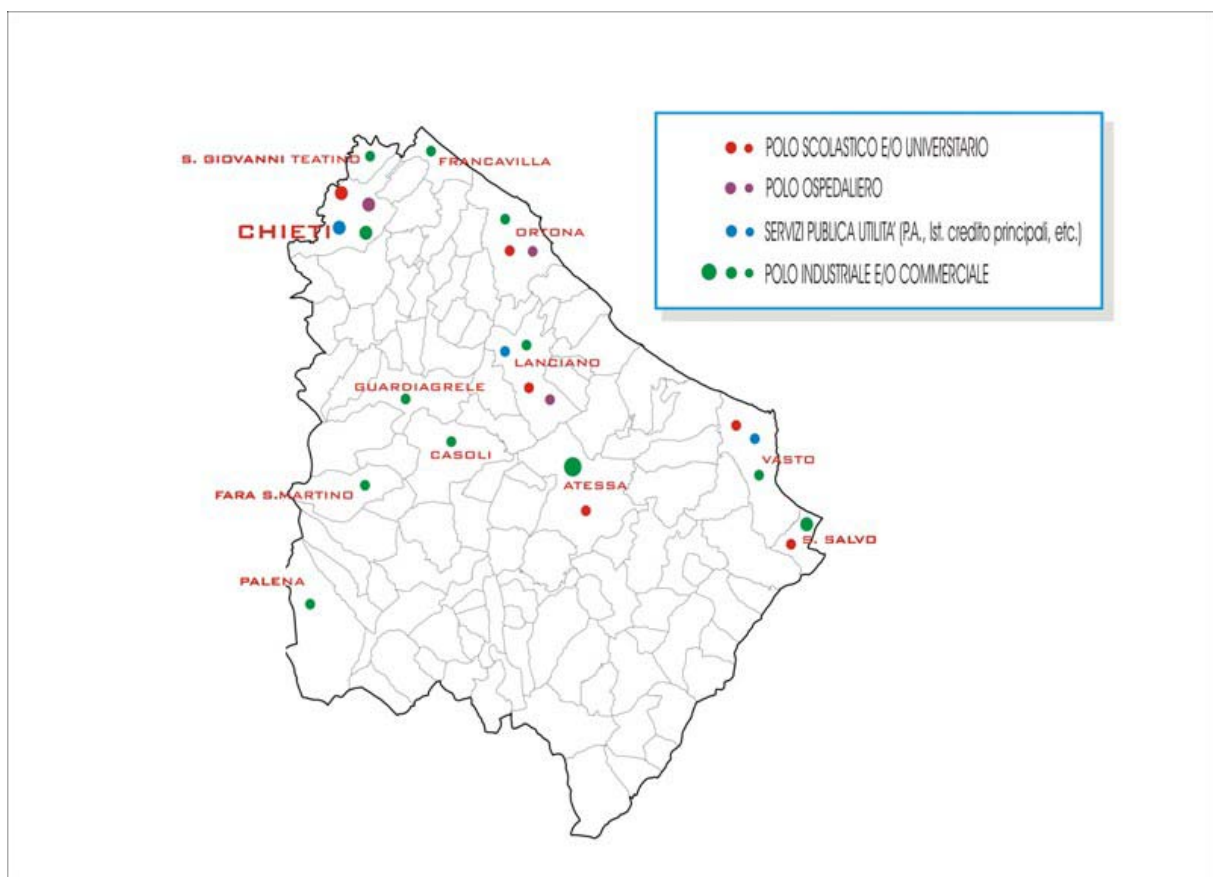 S. GIOVANNI TEATINO
FRANCAVILLA
CHIETI
ORTONA
LANCIANO
GUARDIAGRELE
CASOLI
ATESSA
FARA S.MARTINO
VASTO
S. SALVO
PALENA
POLO SCOLASTICO E/O UNIVERSITARIO
POLO OSPEDALIERO
SERVIZI PUBLICA UTILITA' (P.A., Ist. credito principali, etc.)
POLO INDUSTRIALE E/O COMMERCIALE